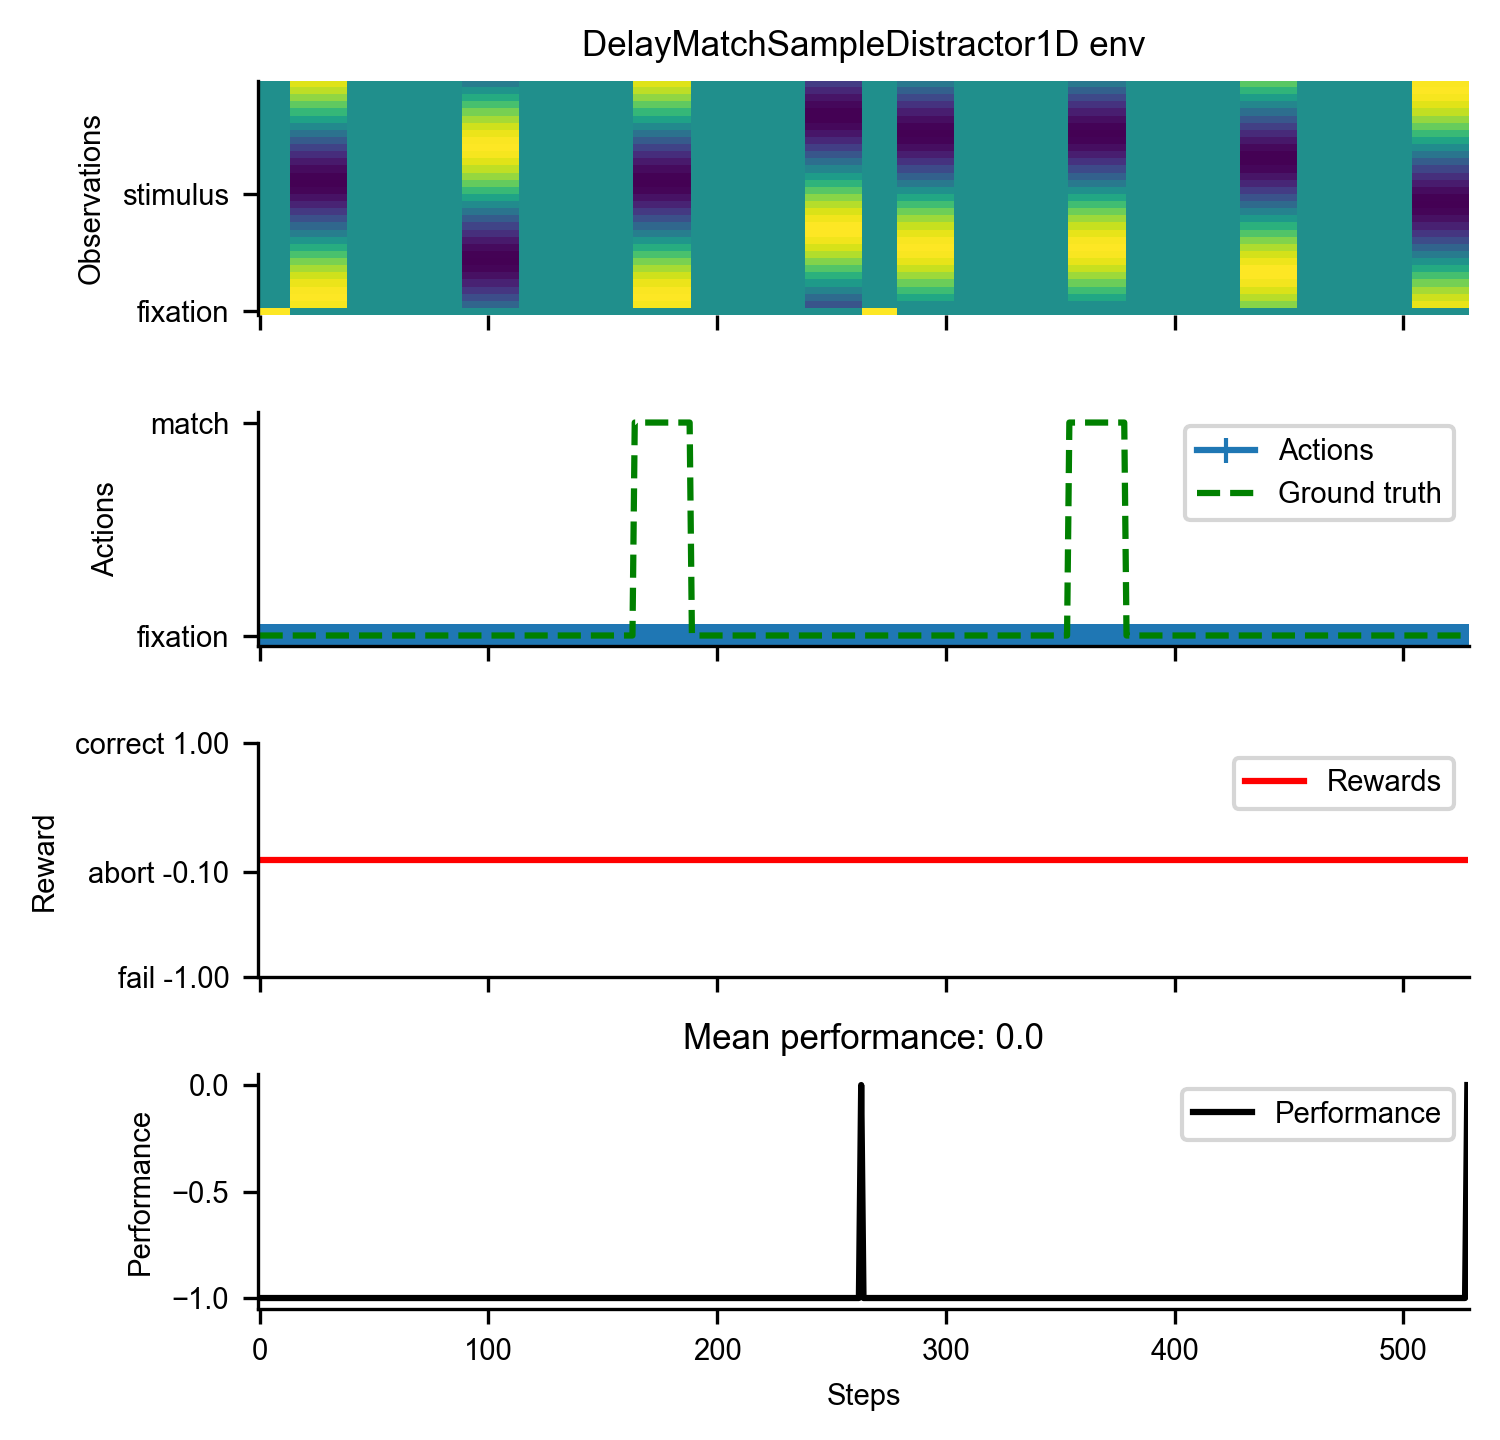 DelayMatchSampleDistractor1D env
Observations
stimulus
fixation
Actions
match
fixation
Actions
Ground truth
Reward
correct 1.00
abort -0.10
fail -1.00
Rewards
Mean performance: 0.0
Performance
0.0
−0.5
−1.0
Performance
0 100 200 300 400 500
Steps